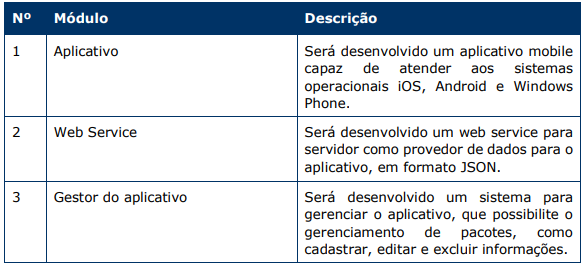 Nº Módulo Descrição
1 Aplicativo Será desenvolvido um aplicativo mobile
capaz de atender aos sistemas
operacionais iOS, Android e Windows
Phone.
2 Web Service Será desenvolvido um web service para
servidor como provedor de dados para o
aplicativo, em formato JSON.
3 Gestor do aplicativo Será desenvolvido um sistema para
gerenciar o aplicativo, que possibilite o
gerenciamento de pacotes, como
cadastrar, editar e excluir informações.